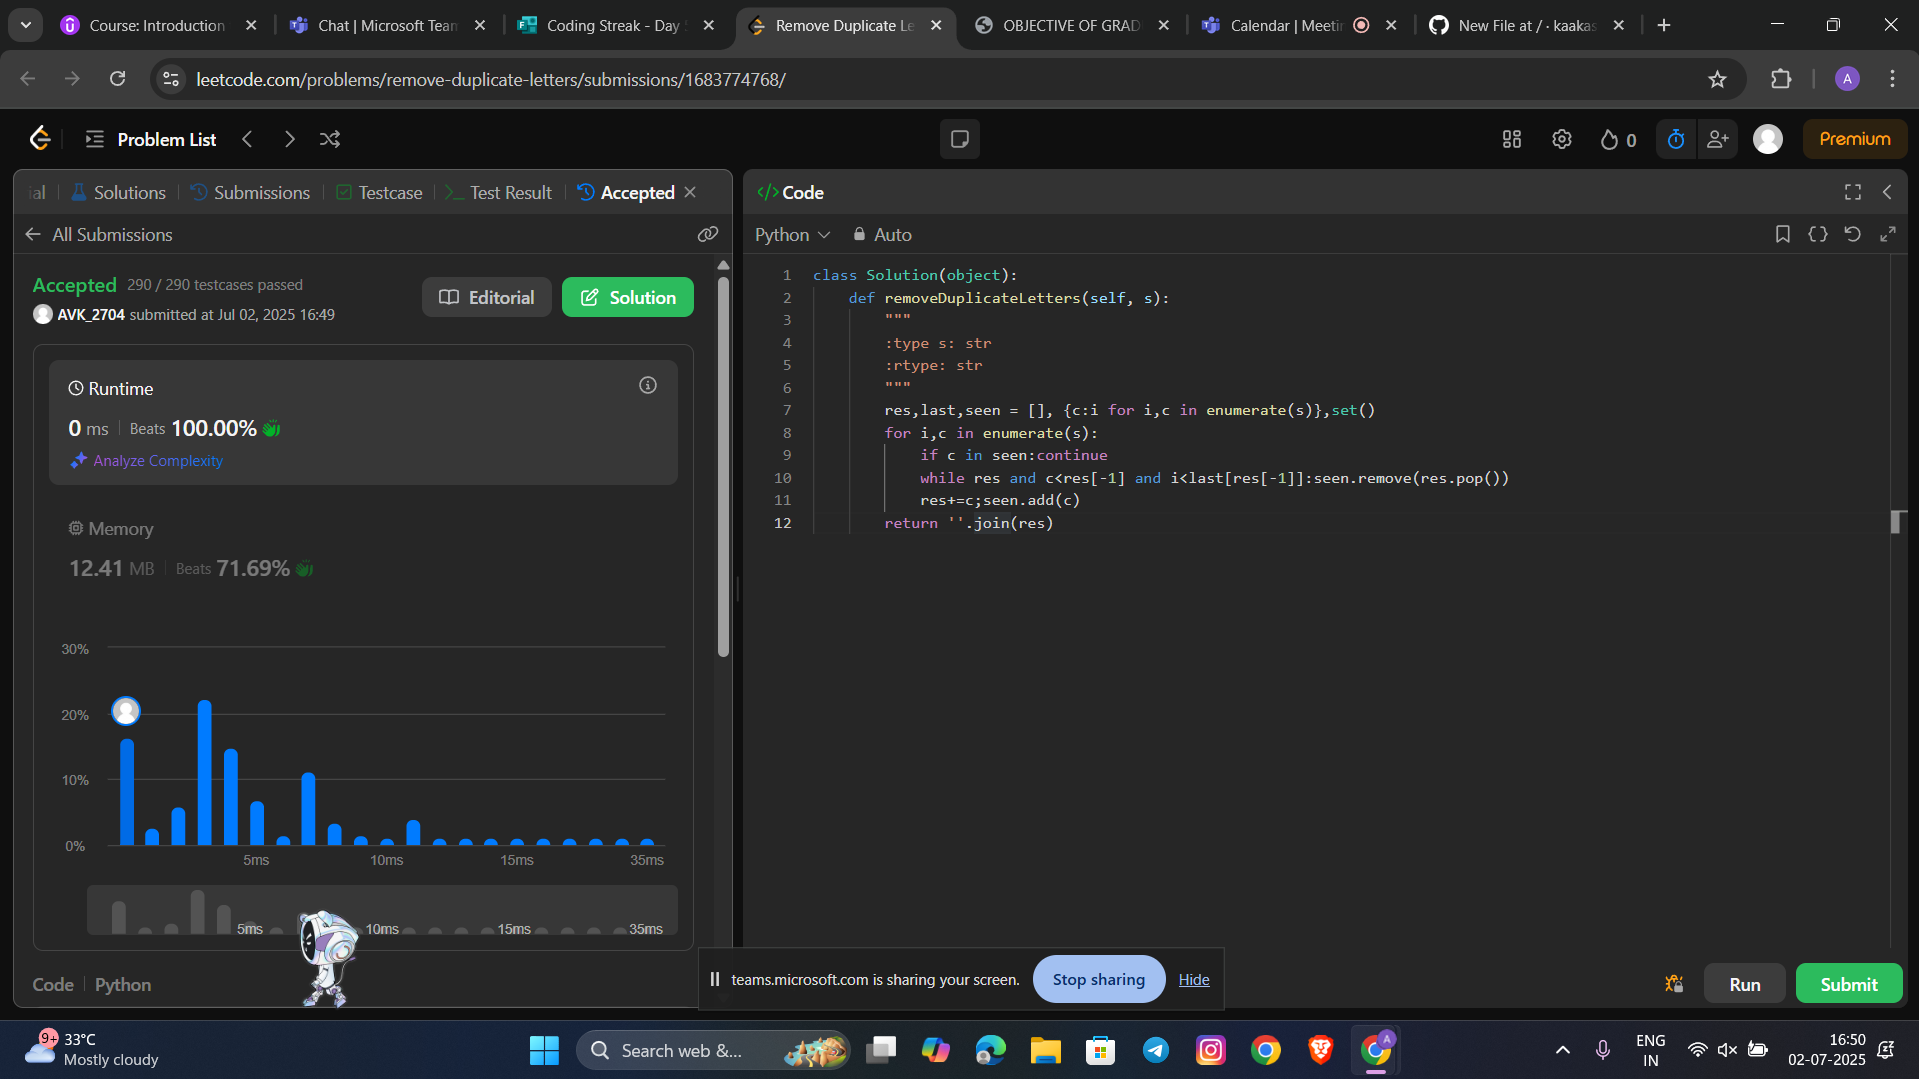 Course: Introduction
Chat | Microsoft Team
Coding Streak - Day
Remove Duplicate Le
OBJECTIVE OF GRAD
Calendar | Meetin
New File at / · kaakas
leetcode.com/problems/remove-duplicate-letters/submissions/1683774768/
A
Problem List
0
Premium
ial
Solutions
Submissions
Testcase
Test Result
Accepted
</> Code
All Submissions
Python
Auto
Accepted 290 / 290 testcases passed
AVK_2704 submitted at Jul 02, 2025 16:49
Editorial
Solution
Runtime
0 ms Beats 100.00%
Analyze Complexity
Memory
12.41 MB Beats 71.69%
30%
20%
10%
0%
5ms 10ms 15ms 35ms
5ms 10ms 15ms 35ms
Code Python
1 class Solution(object):
2 def removeDuplicateLetters(self, s):
3 """
4 :type s: str
5 :rtype: str
6 """
7 res,last,seen = [], {c:i for i,c in enumerate(s)},set()
8 for i,c in enumerate(s):
9 if c in seen:continue
10 while res and c<res[-1] and i<last[res[-1]]:seen.remove(res.pop())
11 res+=c;seen.add(c)
12 return ''.join(res)
teams.microsoft.com is sharing your screen.
Stop sharing
Hide
Run
Submit
9+
33°C
Mostly cloudy
Search web &...
A
ENG
IN
16:50
02-07-2025